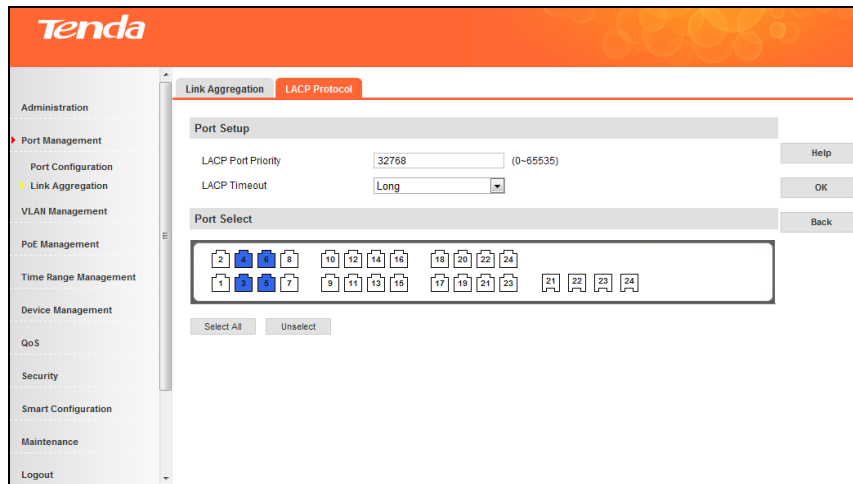 Tenda
Administration
Port Management
Port Configuration
Link Aggregation
VLAN Management
PoE Management
Time Range Management
Device Management
QoS
Security
Smart Configuration
Maintenance
Logout
Link Aggregation LACP Protocol
Port Setup
LACP Port Priority 32768 (0~65535)
LACP Timeout Long
Port Select
2 4 6 8 10 12 14 16 18 20 22 24
1 3 5 7 9 11 13 15 17 19 21 23 21 22 23 24
Select All Unselect
Help
OK
Back